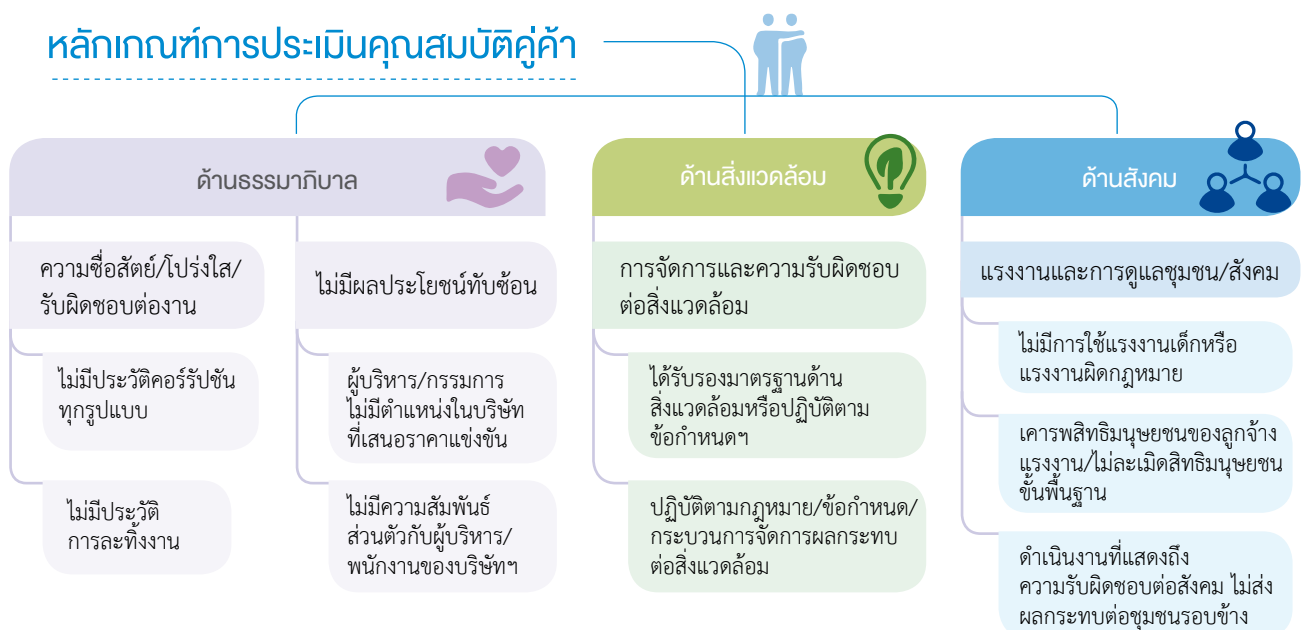 หลักเกณฑ์การประเมินคุณสมบัติคู่ค้า
ด้านธรรมาภิบาล
ความซื่อสัตย์/โปร่งใส/
รับผิดชอบต่องาน
ไม่มีประวัติคอร์รัปชัน
ทุกรูปแบบ
ไม่มีประวัติ
การละทิ้งงาน
ไม่มีผลประโยชน์ทับซ้อน
ผู้บริหาร/กรรมการ
ไม่มีตำแหน่งในบริษัท
ที่เสนอราคาแข่งขัน
ไม่มีความสัมพันธ์
ส่วนตัวกับผู้บริหาร/
พนักงานของบริษัทฯ
ด้านสิ่งแวดล้อม
การจัดการและความรับผิดชอบ
ต่อสิ่งแวดล้อม
ได้รับรองมาตรฐานด้าน
สิ่งแวดล้อมหรือปฏิบัติตาม
ข้อกำหนดฯ
ปฏิบัติตามกฎหมาย/ข้อกำหนด/
กระบวนการจัดการผลกระทบ
ต่อสิ่งแวดล้อม
ด้านสังคม
แรงงานและการดูแลชุมชน/สังคม
ไม่มีการใช้แรงงานเด็กหรือ
แรงงานผิดกฎหมาย
เคารพสิทธิมนุษยชนของลูกจ้าง
แรงงาน/ไม่ละเมิดสิทธิมนุษยชน
ขั้นพื้นฐาน
ดำเนินงานที่แสดงถึง
ความรับผิดชอบต่อสังคม ไม่ส่ง
ผลกระทบต่อชุมชนรอบข้าง